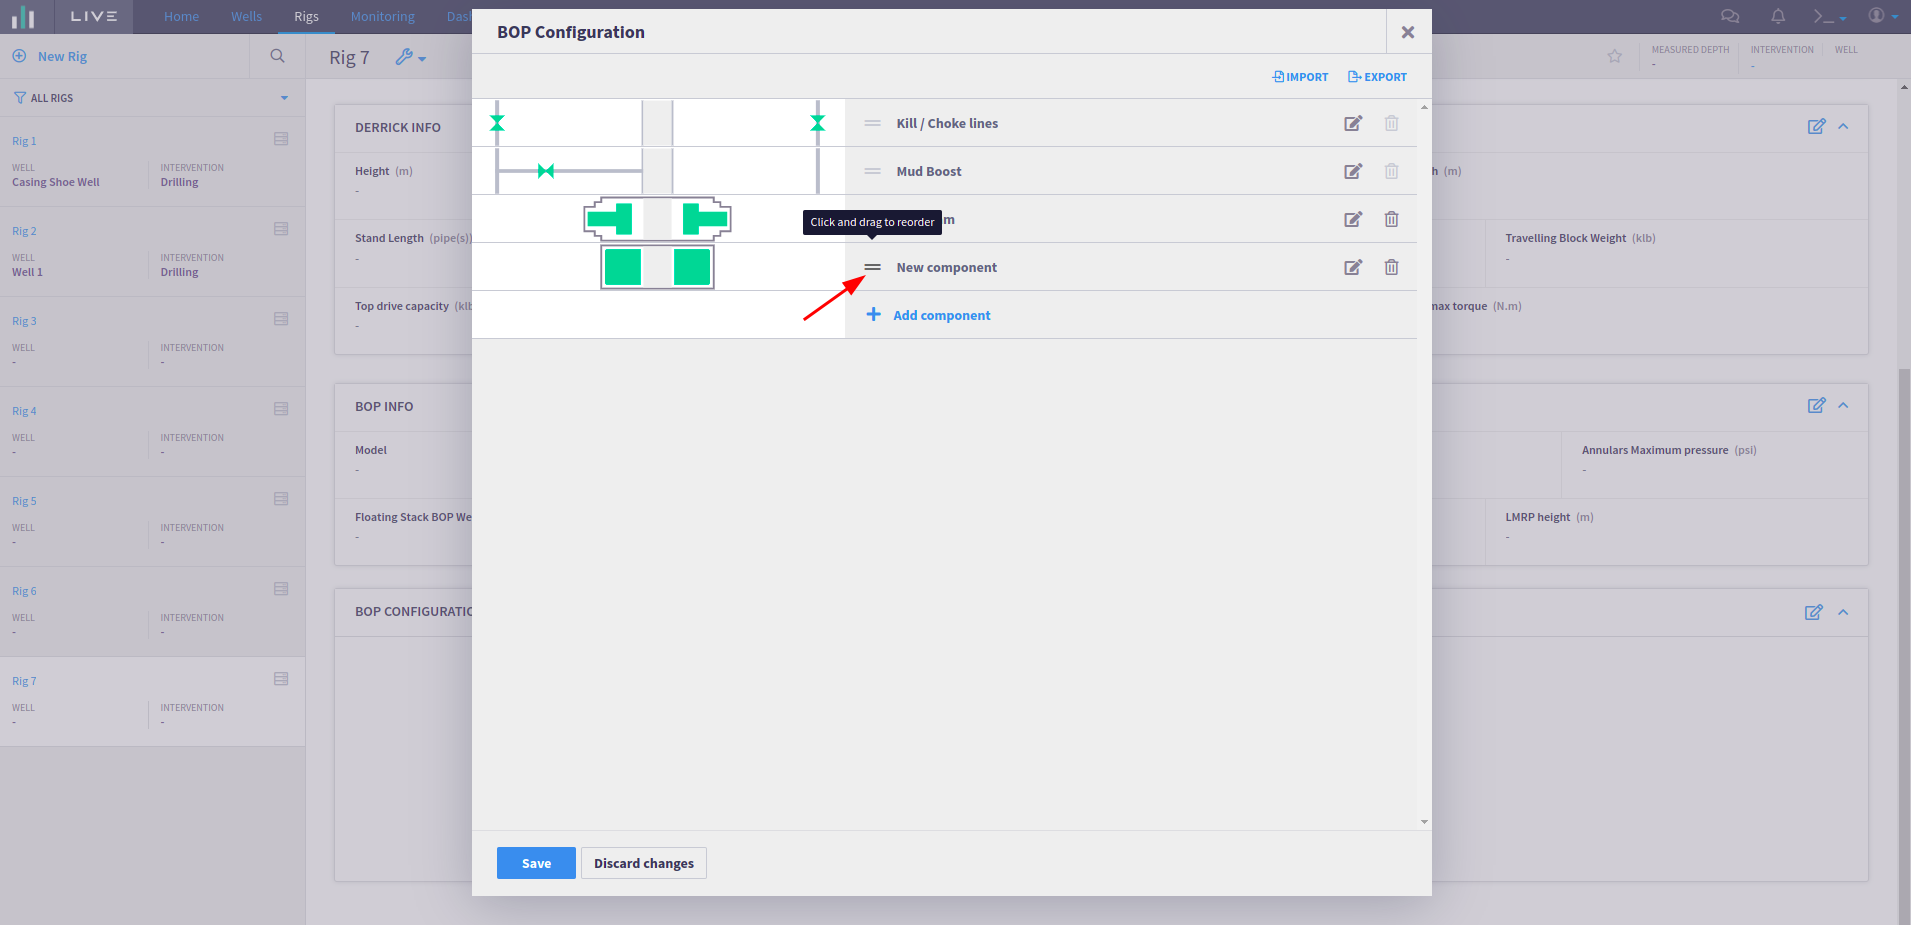 LIVE Home Wells Rigs Monitoring
BOP Configuration
New Rig
Rig 7
MEASURED DEPTH INTERVENTION WELL
- -
IMPORT EXPORT
ALL RIGS
Rig 1
WELL INTERVENTION
Casing Shoe Well Drilling
Rig 2
WELL INTERVENTION
Well 1 Drilling
Rig 3
WELL INTERVENTION
- -
Rig 4
WELL INTERVENTION
- -
Rig 5
WELL INTERVENTION
- -
Rig 6
WELL INTERVENTION
- -
Rig 7
WELL INTERVENTION
- -
DERRICK INFO
Height (m)
-
Stand Length (pipe(s))
-
Top drive capacity
-
BOP INFO
Model
-
Floating Stack BOP
-
BOP
Kill / Choke lines
Mud Boost
Click and drag to reorder
New component
Add component
Save Discard changes
(m)
Travelling Block Weight (klb)
-
max torque (N.m)
Annulars Maximum pressure (psi)
-
LMRP height (m)
-